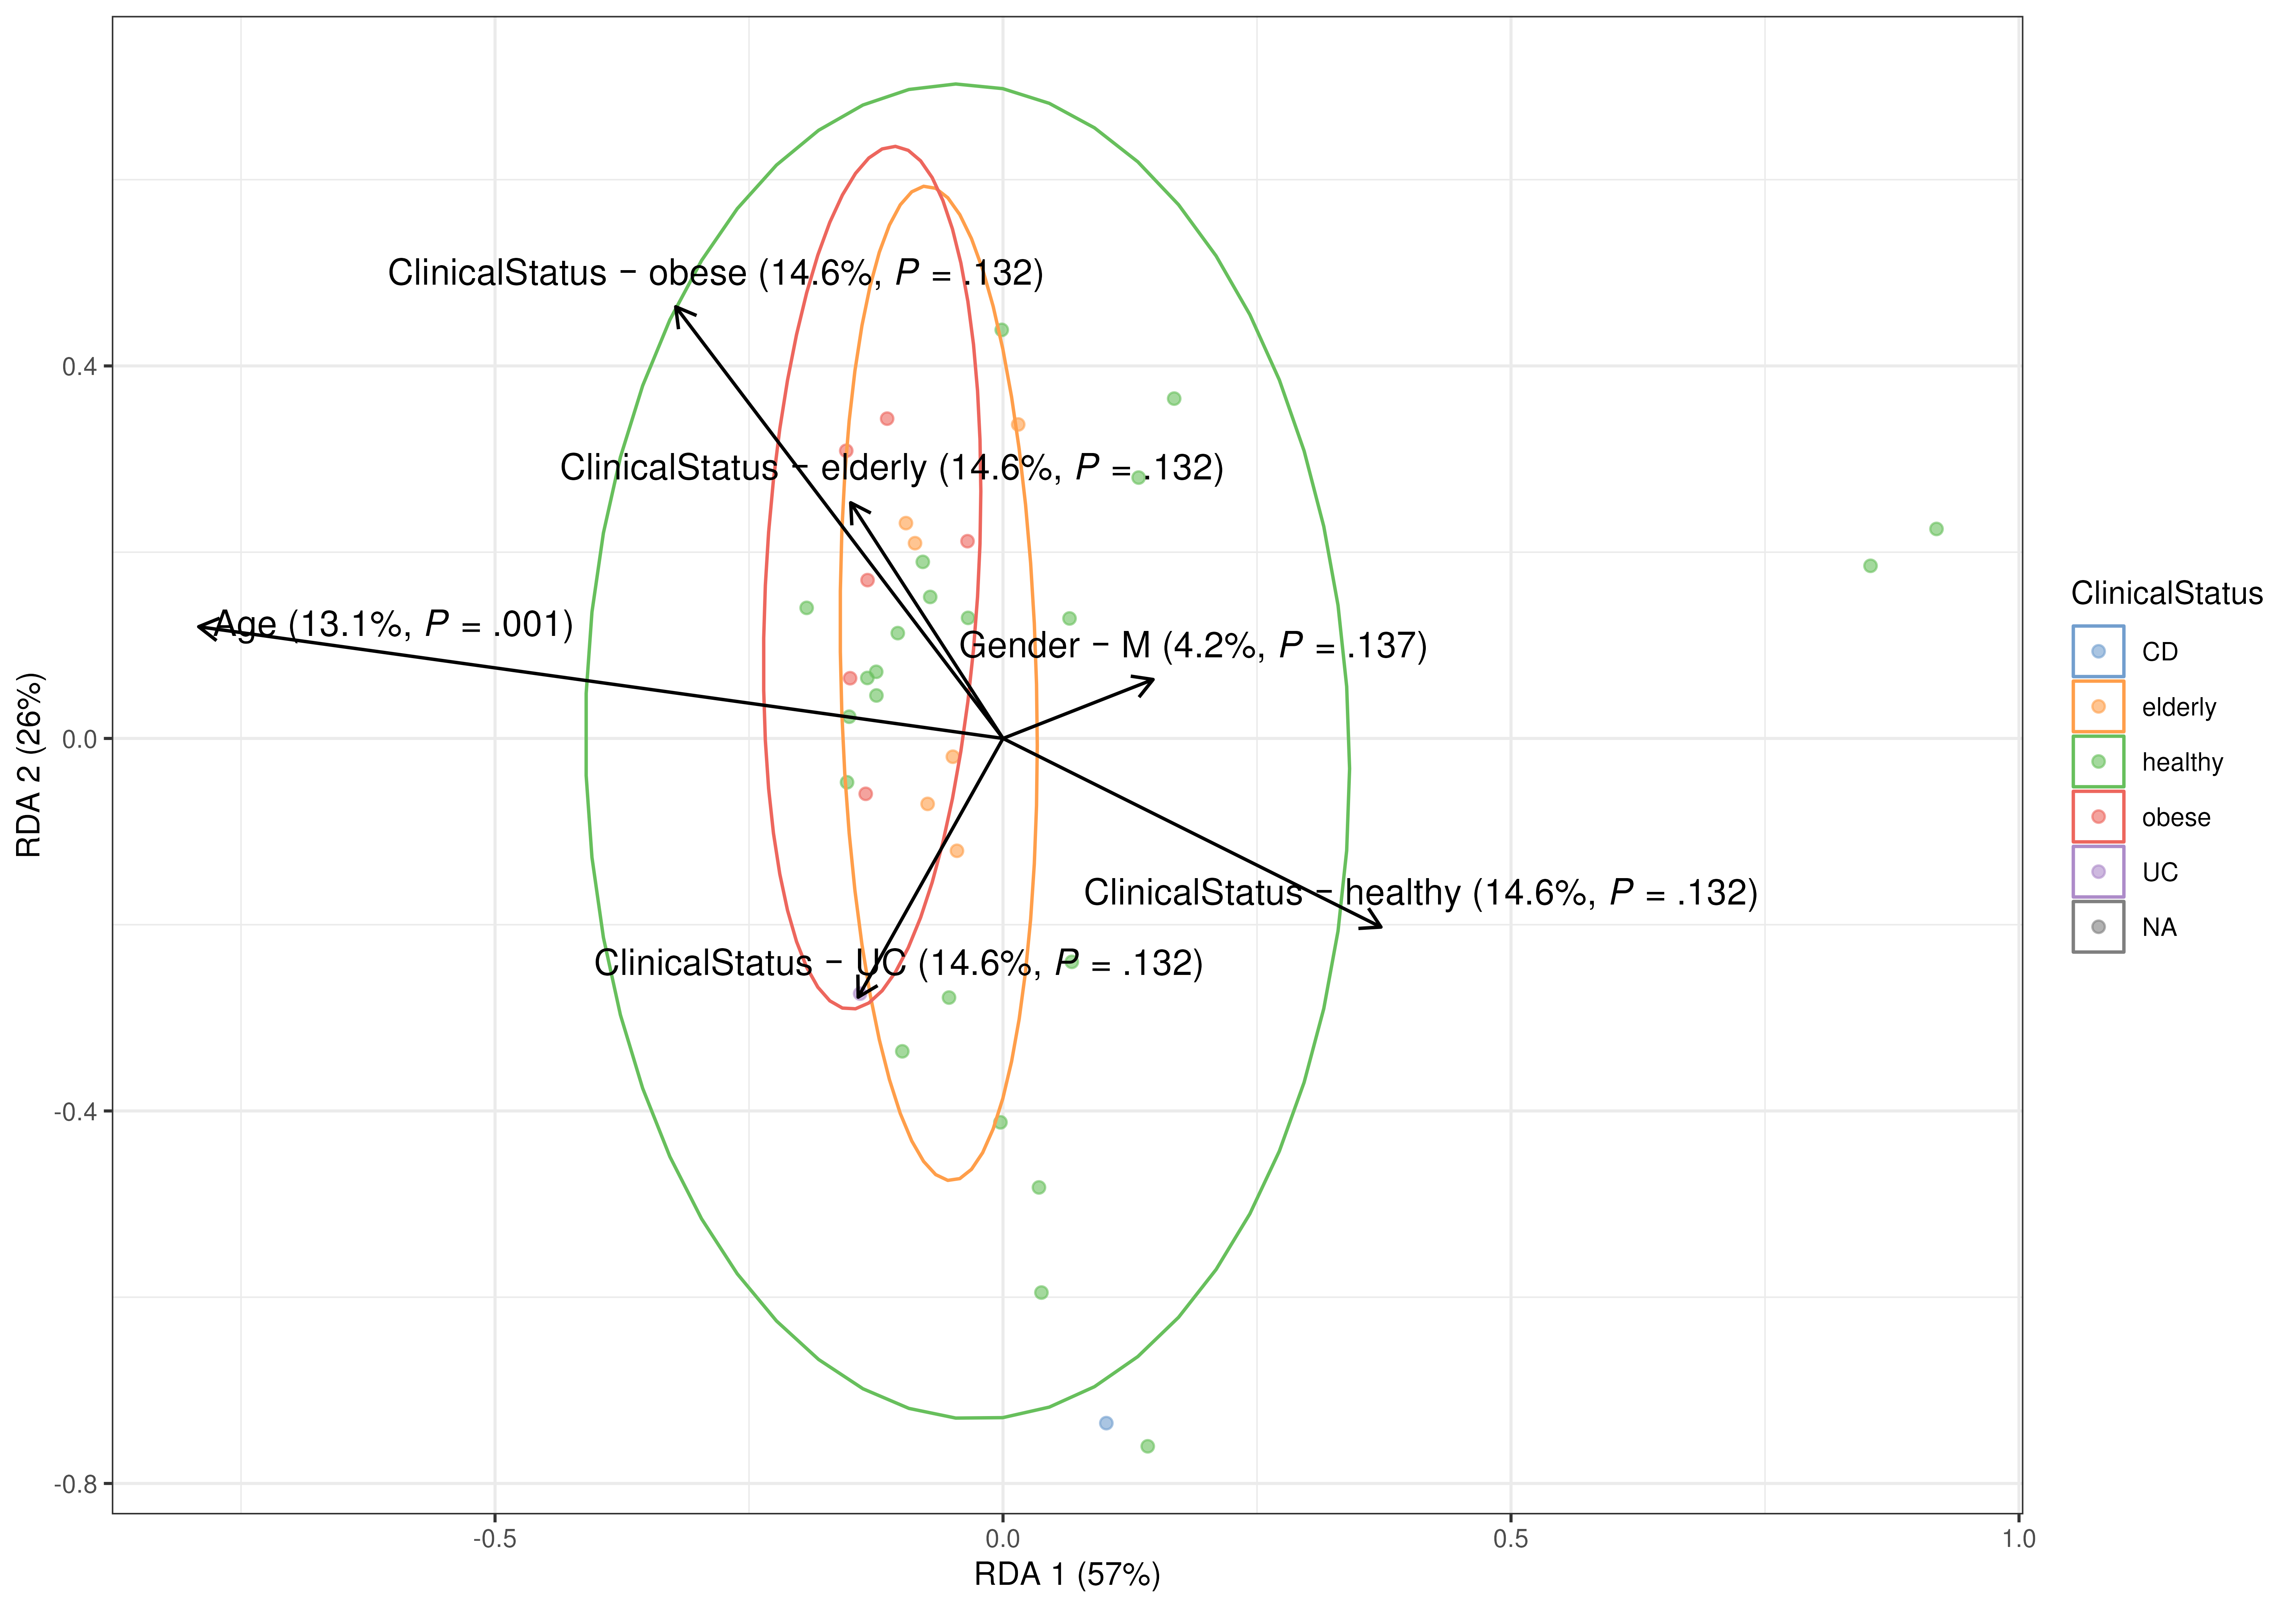 ClinicalStatus − obese (14.6%, P = .132)
ClinicalStatus − elderly (14.6%, P = .132)
Age (13.1%, P = .001)
Gender − M (4.2%, P = .137)
ClinicalStatus − healthy (14.6%, P = .132)
ClinicalStatus − UC (14.6%, P = .132)
0.4
0.0
-0.4
-0.8
RDA 2 (26%)
-0.5
0.0
0.5
1.0
RDA 1 (57%)
ClinicalStatus
CD
elderly
healthy
obese
UC
NA